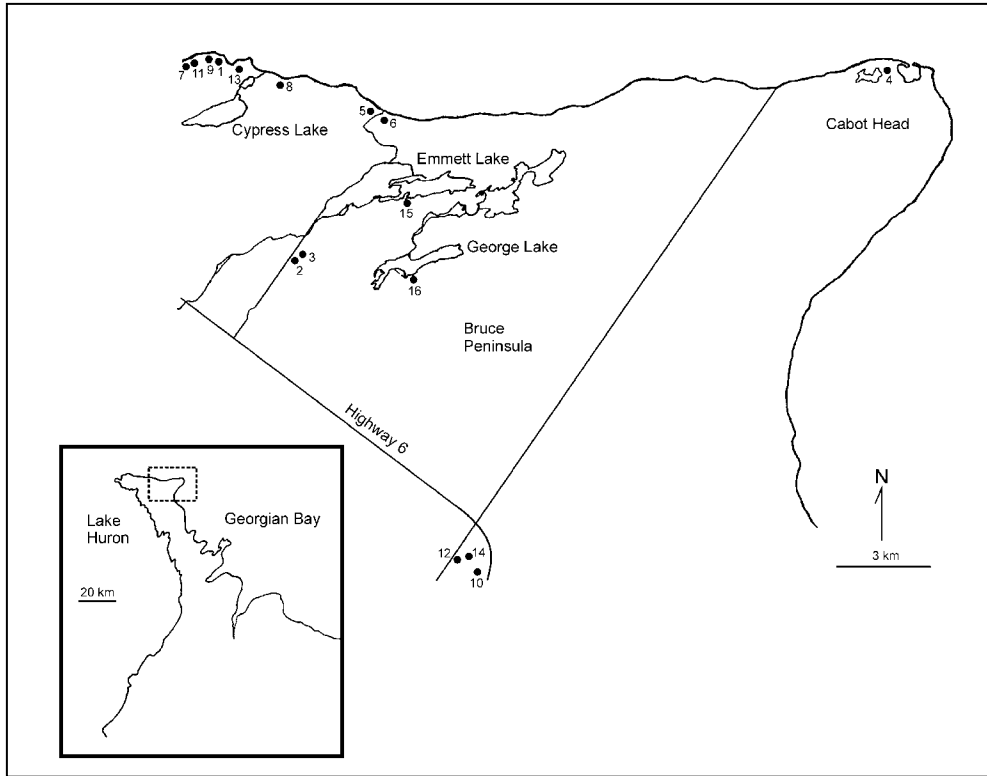 7
11
9
1
13
8
5
6
4
Cypress Lake
Cabot Head
Emmett Lake
15
George Lake
3
2
16
Bruce
Peninsula
Highway 6
N
3 km
12
14
10
Lake
Huron
Georgian Bay
20 km